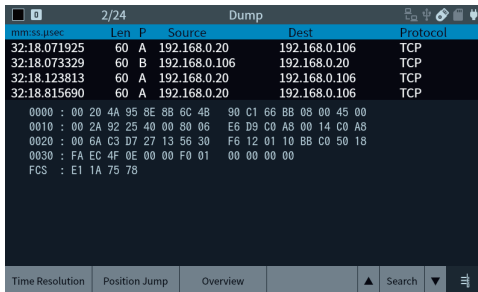 0 2/24 Dump
mm:ss.µsec Len P Source Dest Protocol
32:18.071925 60 A 192.168.0.20 192.168.0.106 TCP
32:18.073329 60 B 192.168.0.106 192.168.0.20 TCP
32:18.123813 60 A 192.168.0.20 192.168.0.106 TCP
32:18.815690 60 A 192.168.0.20 192.168.0.106 TCP
0000 : 00 20 4A 95 8E 8B 6C 4B 90 C1 66 BB 08 00 45 00
0010 : 00 2A 92 25 40 00 80 06 E6 D9 C0 A8 00 14 C0 A8
0020 : 00 6A C3 D7 27 13 56 30 F6 12 01 10 BB C0 50 18
0030 : FA EC 4F 0E 00 00 F0 01 00 00 00 00
FCS : E1 1A 75 78
Time Resolution Position Jump Overview ▲ Search ▼